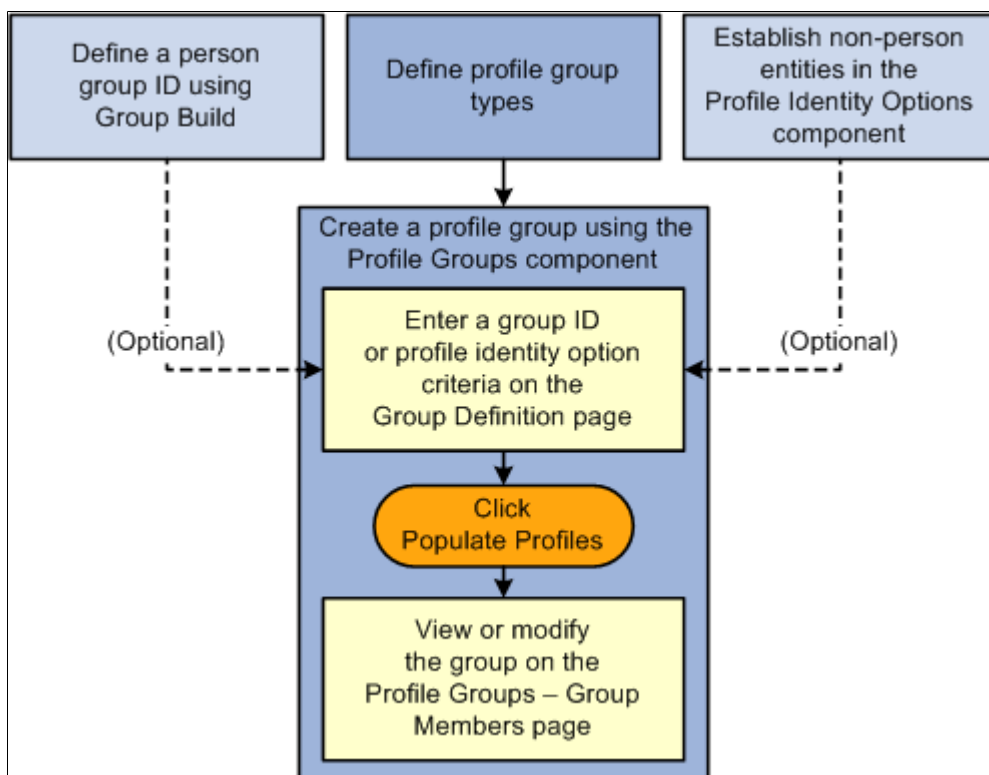 Define a person
group ID using
Group Build
Define profile group
types
Establish non-person
entities in the
Profile Identity Options
component
Create a profile group using the
Profile Groups component
(Optional)
Enter a group ID
or profile identity option
criteria on the
Group Definition page
(Optional)
Click
Populate Profiles
View or modify
the group on the
Profile Groups – Group
Members page